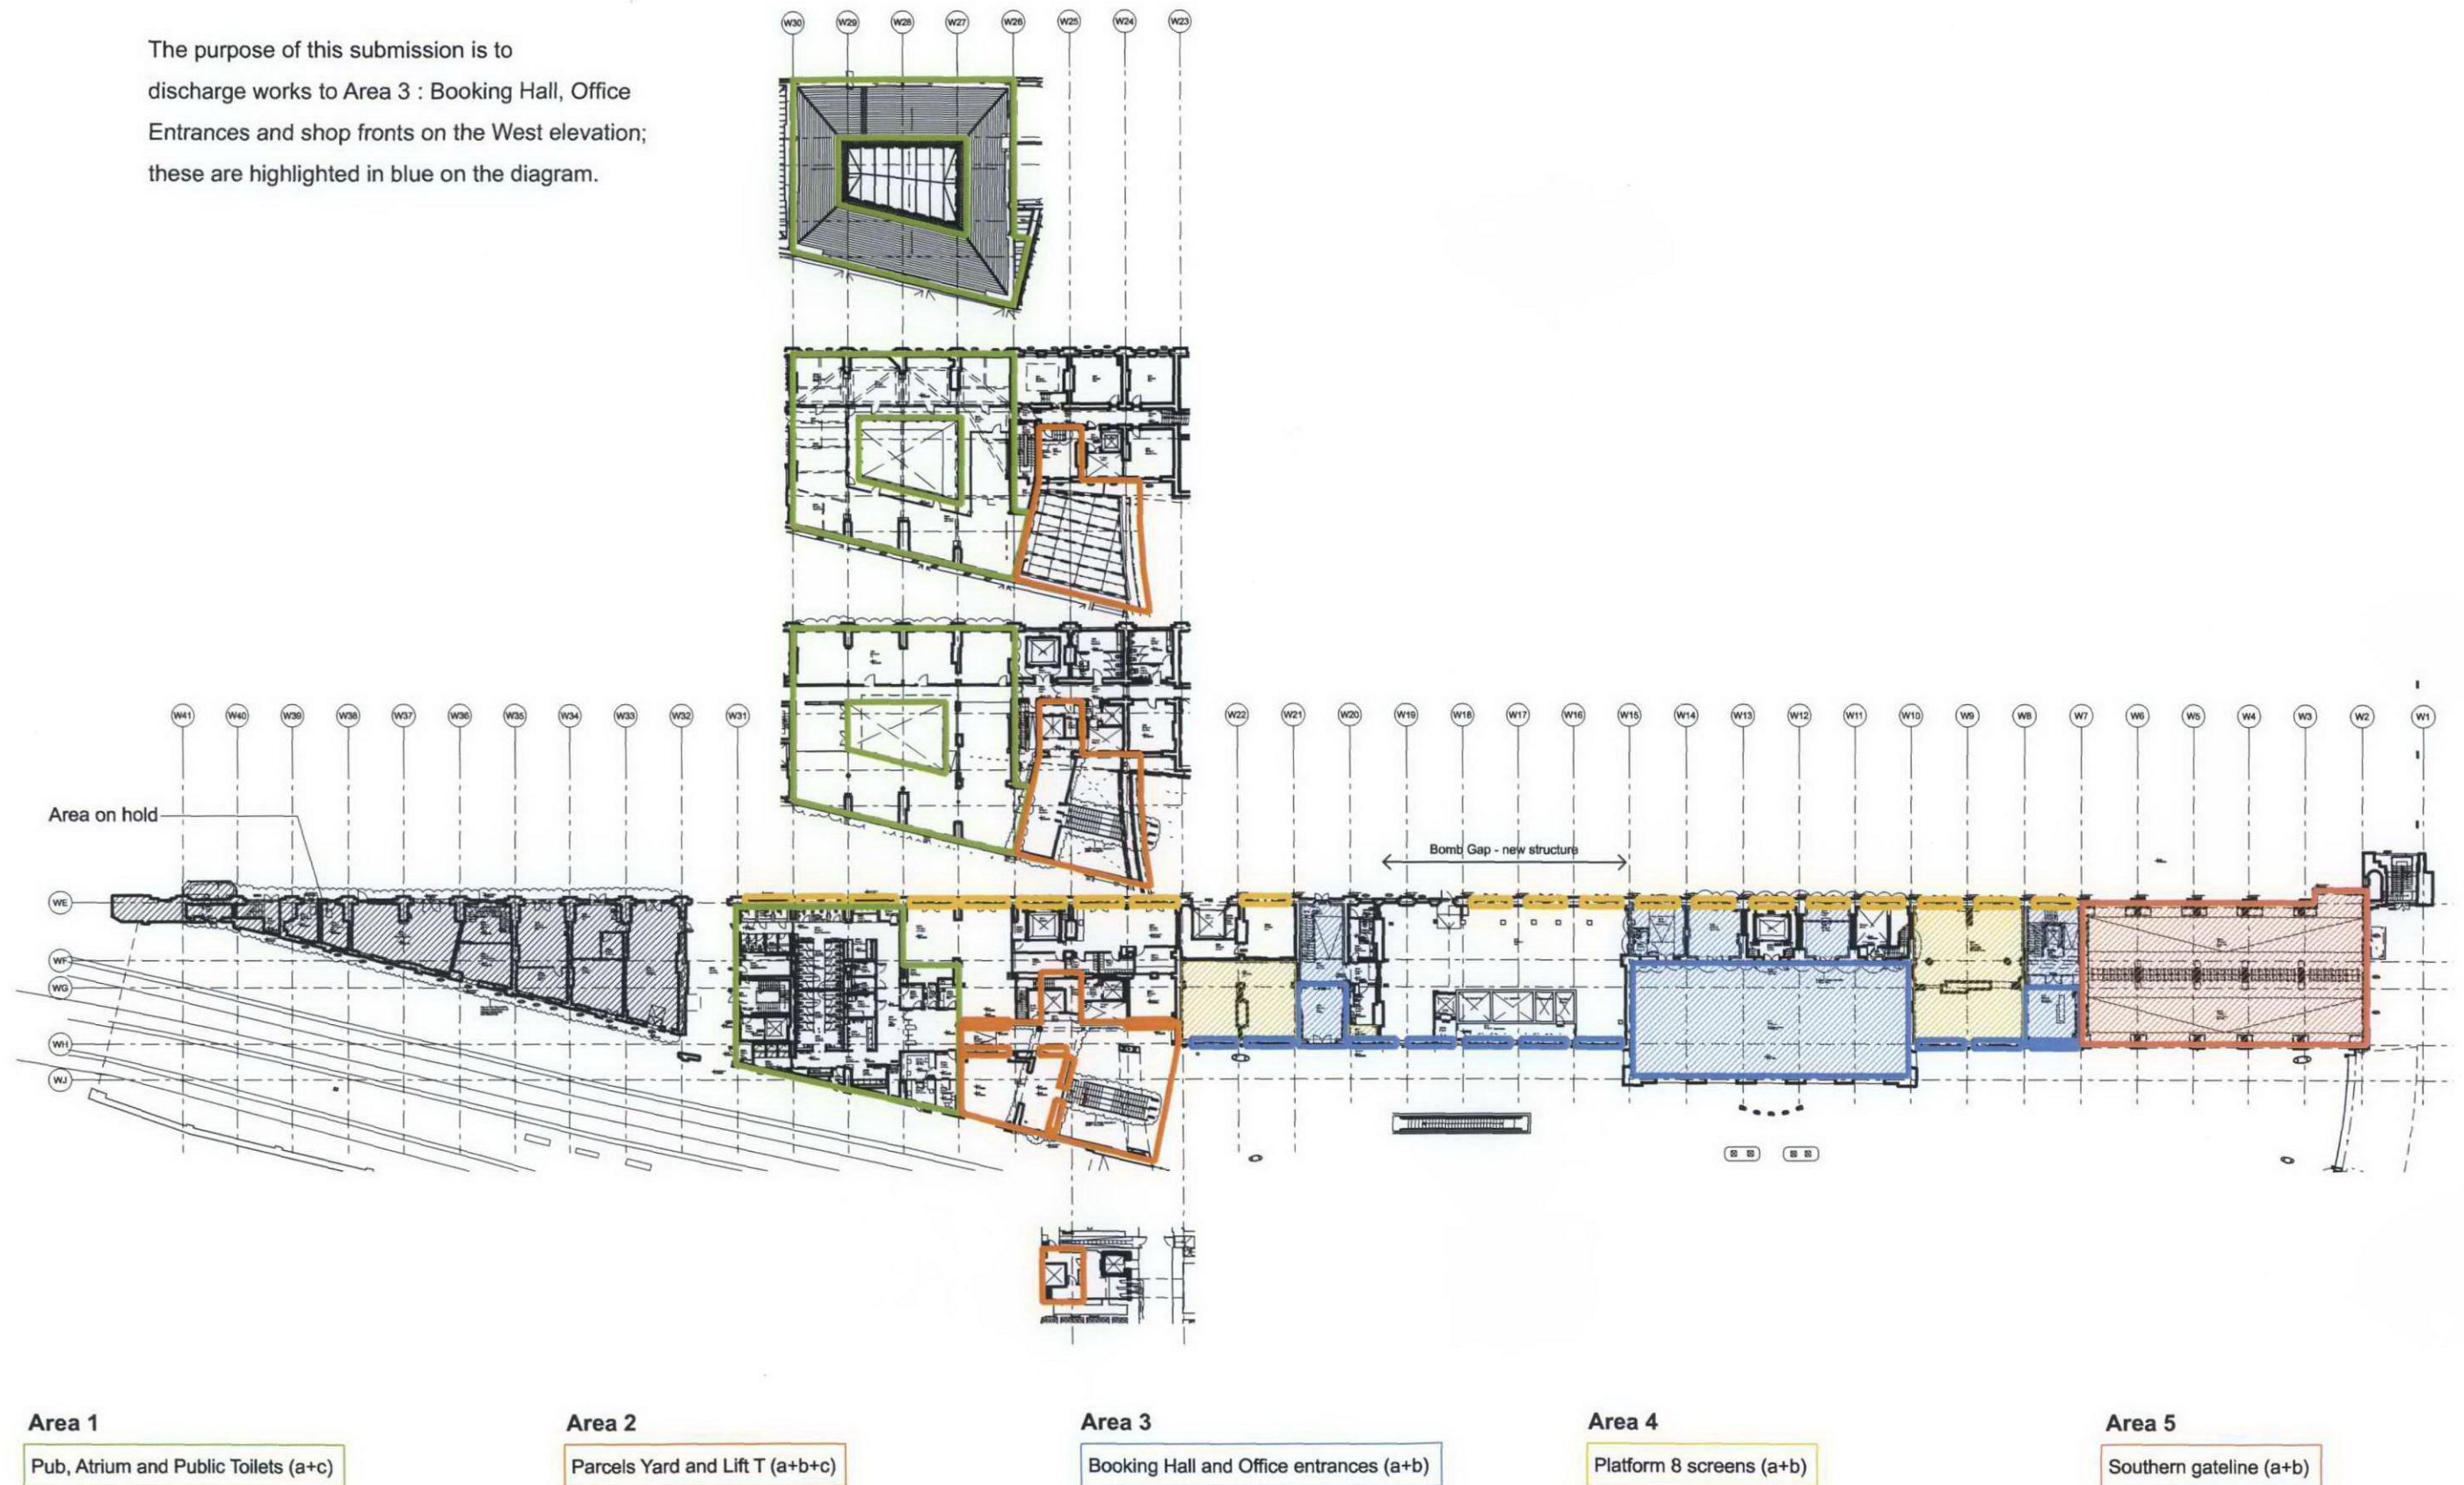 The purpose of this submission is to
discharge works to Area 3 : Booking Hall, Office
Entrances and shop fronts on the West elevation;
these are highlighted in blue on the diagram.
W30 W29 W28 W27 W26 W25 W24 W23
W41 W40 W39 W38 W37 W36 W35 W34 W33 W32 W31 W22 W21 W20 W19 W18 W17 W16 W15 W14 W13 W12 W11 W10 W9 W8 W7 W6 W5 W4 W3 W2 W1
Area on hold
Bomb Gap - new structure
WE
WF
WG
WH
WJ
Area 1
Pub, Atrium and Public Toilets (a+c)
Area 2
Parcels Yard and Lift T (a+b+c)
Area 3
Booking Hall and Office entrances (a+b)
Area 4
Platform 8 screens (a+b)
Area 5
Southern gateline (a+b)